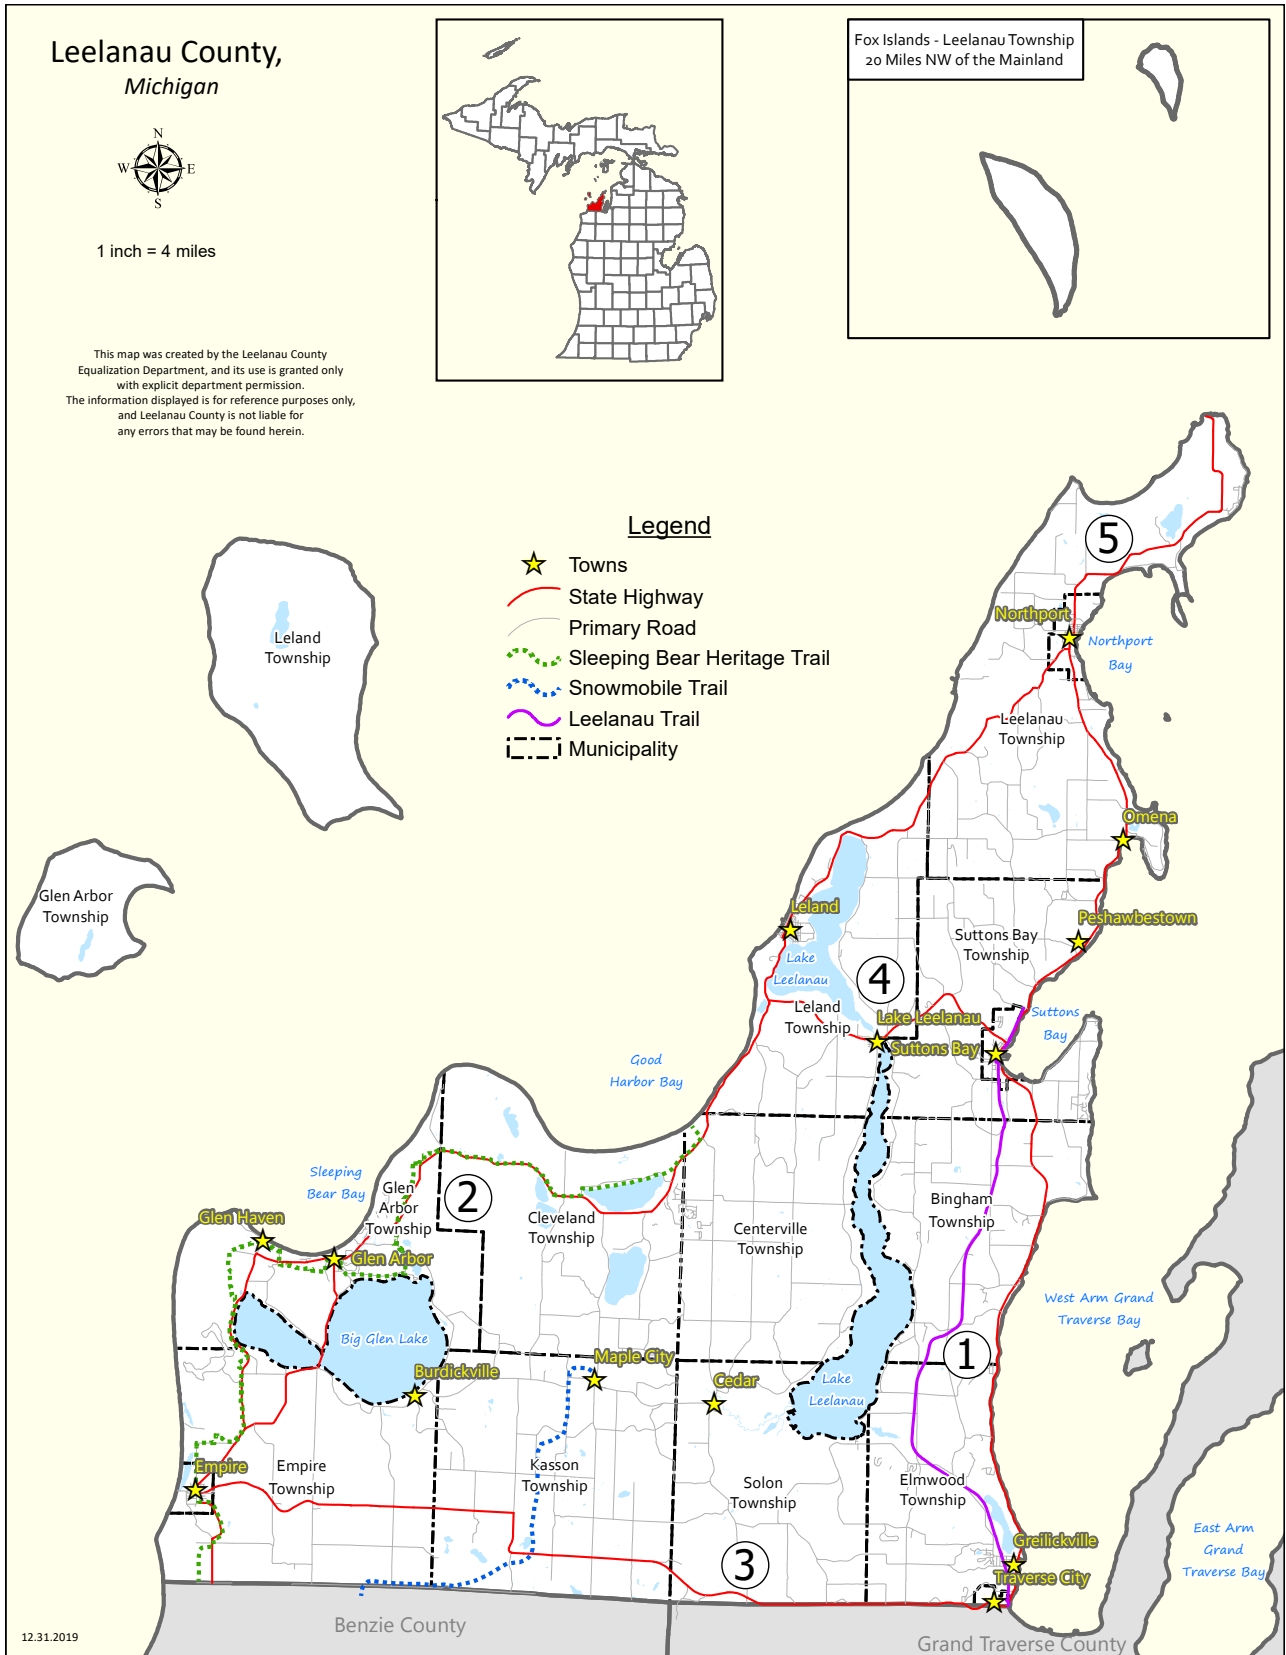 Leelanau County,
Michigan
N
W
E
S
1 inch = 4 miles
This map was created by the Leelanau County
Equalization Department, and its use is granted only
with explicit department permission.
The information displayed is for reference purposes only,
and Leelanau County is not liable for
any errors that may be found herein.
Fox Islands - Leelanau Township
20 Miles NW of the Mainland
Legend
Towns
State Highway
Primary Road
Sleeping Bear Heritage Trail
Snowmobile Trail
Leelanau Trail
Municipality
5
Northport
Northport
Bay
Leland
Township
Leelanau
Township
Omena
Glen Arbor
Township
Leland
Peshawbestown
Suttons Bay
Township
Lake
Leelanau
4
Leland
Township
Lake Leelanau
Suttons
Bay
Suttons Bay
Good
Harbor Bay
Sleeping
Bear Bay
Glen
Arbor
Township
2
Cleveland
Township
Centerville
Township
Bingham
Township
Glen Haven
Glen Arbor
West Arm Grand
Traverse Bay
Big Glen Lake
1
Burdickville
Maple City
Cedar
Lake
Leelanau
Empire
Empire
Township
Kasson
Township
Solon
Township
Elmwood
Township
3
Greilickville
Traverse City
East Arm
Grand
Traverse Bay
Benzie County
Grand Traverse County
12.31.2019